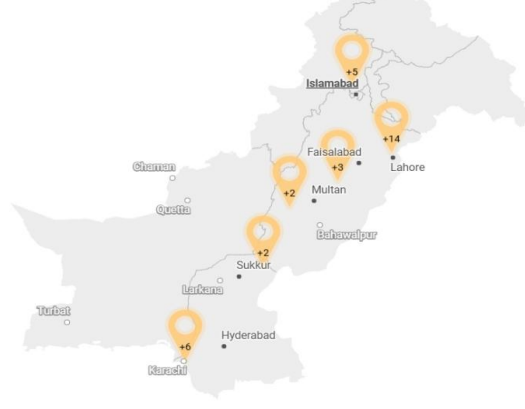 +5
Islamabad
+14
Faisalabad
+3
Lahore
Chaman
+2
Multan
Quetta
Bahawalpur
+2
Sukkur
Larkana
Turbat
Hyderabad
+6
Karachi